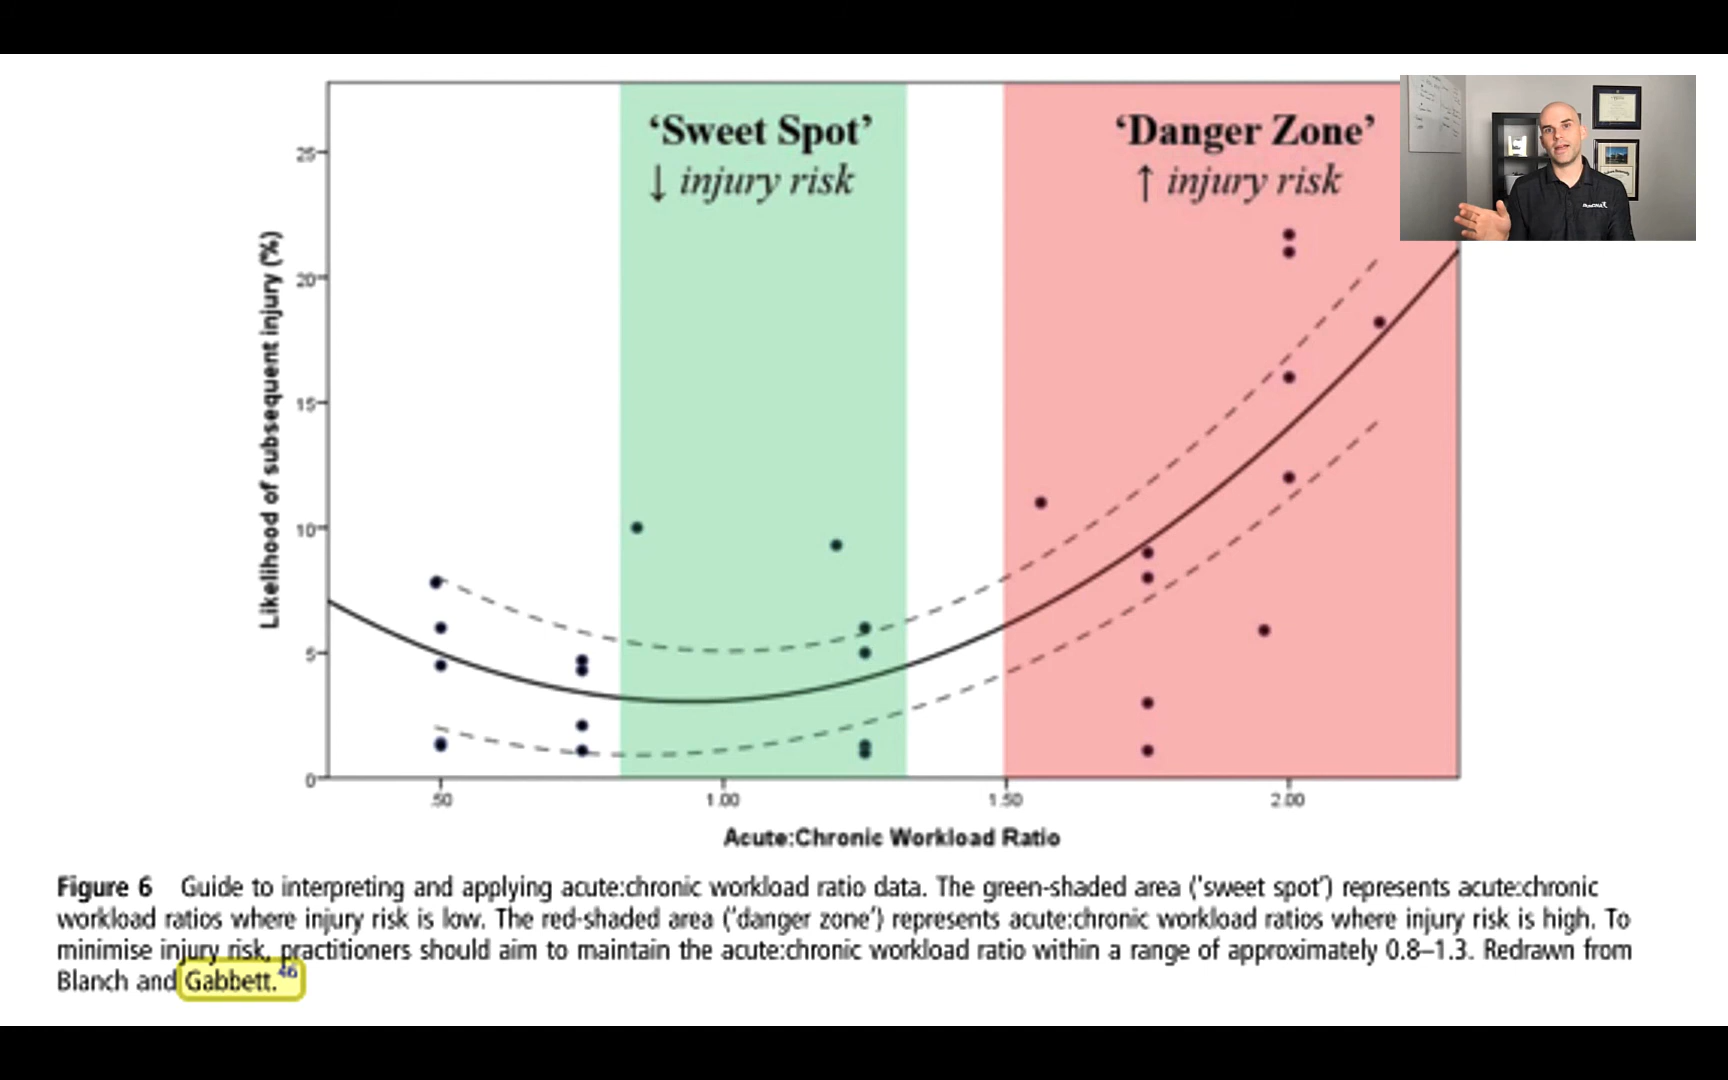 ‘Sweet Spot’
↓ injury risk
‘Danger Zone’
↑ injury risk
Likelihood of subsequent injury (%)
25
20
15
10
5
0
.50
1.00
1.50
2.00
Acute:Chronic Workload Ratio
Figure 6 Guide to interpreting and applying acute:chronic workload ratio data. The green-shaded area ('sweet spot') represents acute:chronic
workload ratios where injury risk is low. The red-shaded area ('danger zone') represents acute:chronic workload ratios where injury risk is high. To
minimise injury risk, practitioners should aim to maintain the acute:chronic workload ratio within a range of approximately 0.8–1.3. Redrawn from
Blanch and Gabbett.46